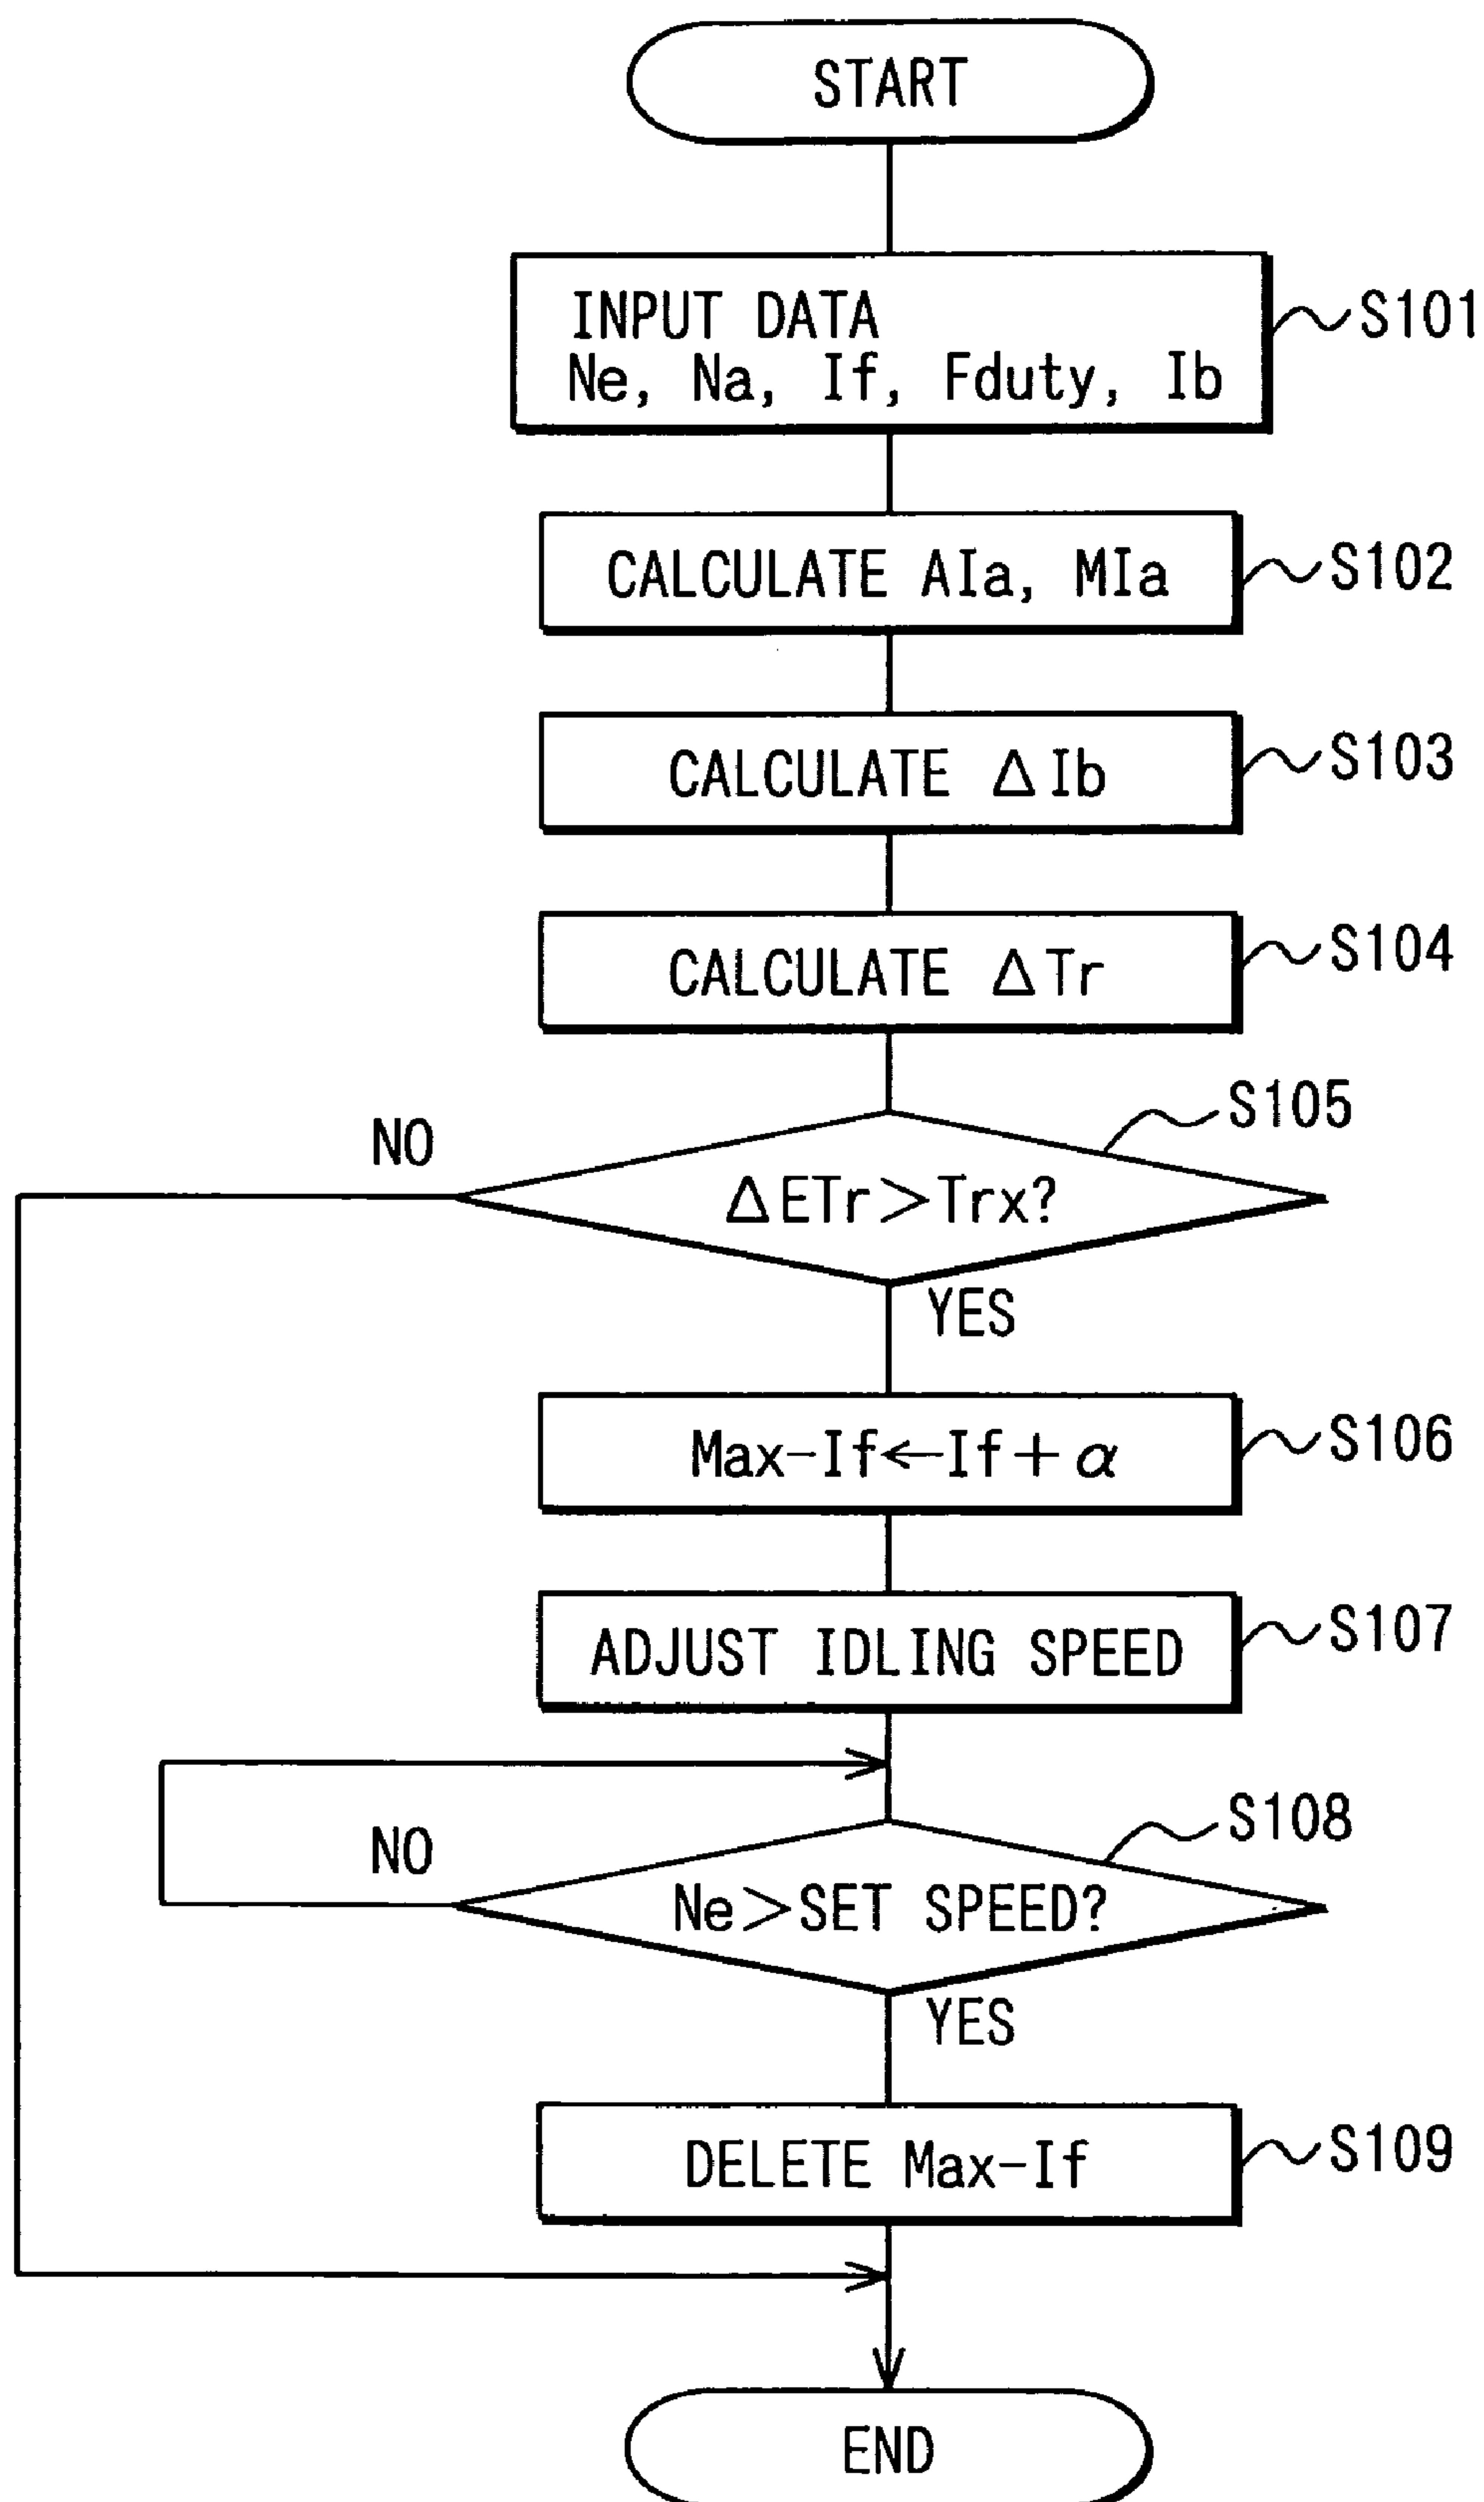 START
INPUT DATA
Ne, Na, If, Fduty, Ib
S101
CALCULATE AIa, MIa
S102
CALCULATE ΔIb
S103
CALCULATE ΔTr
S104
S105
NO
ΔETr>Trx?
YES
Max-If←If+α
S106
ADJUST IDLING SPEED
S107
S108
NO
Ne>SET SPEED?
YES
DELETE Max-If
S109
END